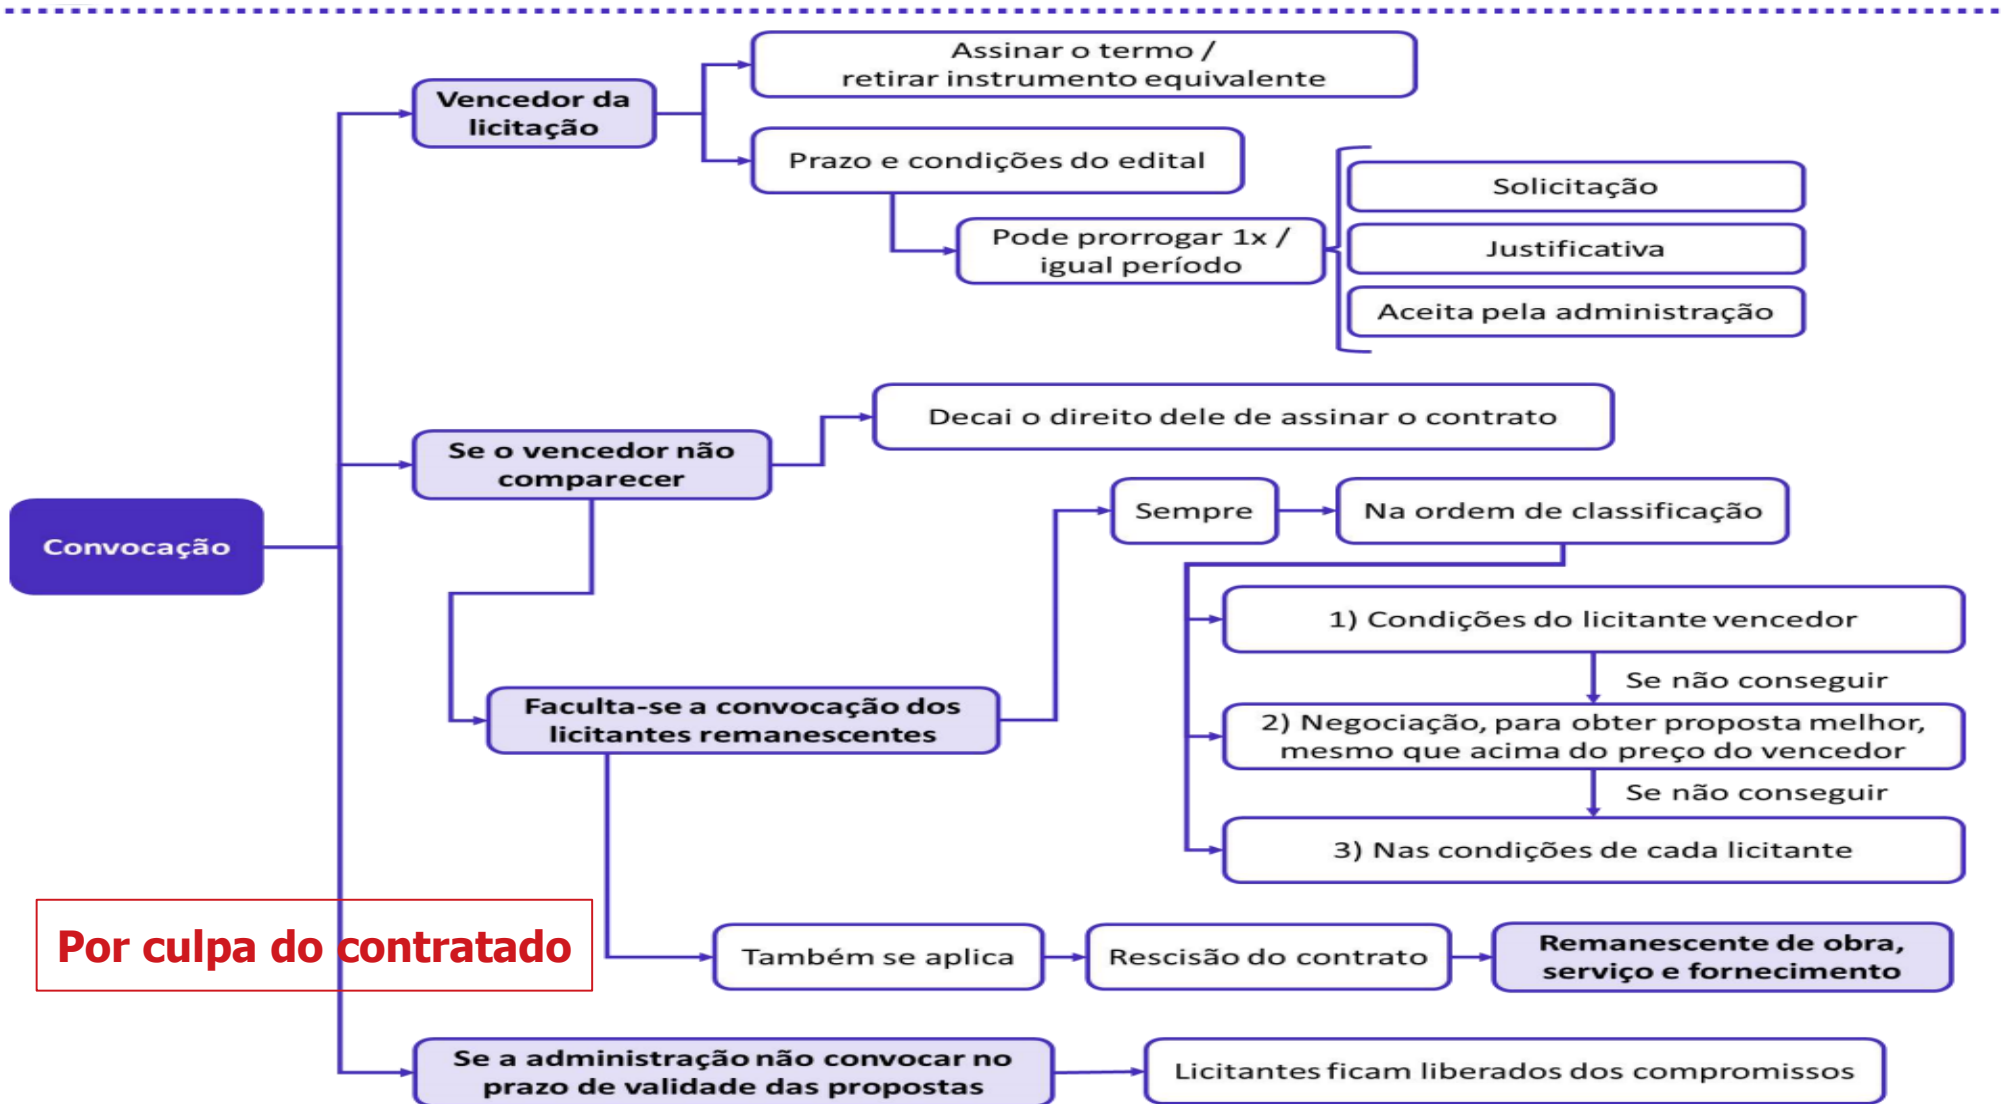 Assinar o termo /
retirar instrumento equivalente
Vencedor da
licitação
Prazo e condições do edital
Solicitação
Pode prorrogar 1x /
igual período
Justificativa
Aceita pela administração
Decai o direito dele de assinar o contrato
Se o vencedor não
comparecer
Sempre
Na ordem de classificação
Convocação
1) Condições do licitante vencedor
Se não conseguir
Faculta-se a convocação dos
licitantes remanescentes
2) Negociação, para obter proposta melhor,
mesmo que acima do preço do vencedor
Se não conseguir
3) Nas condições de cada licitante
Por culpa do contratado
Também se aplica
Rescisão do contrato
Remanescente de obra,
serviço e fornecimento
Se a administração não convocar no
prazo de validade das propostas
Licitantes ficam liberados dos compromissos